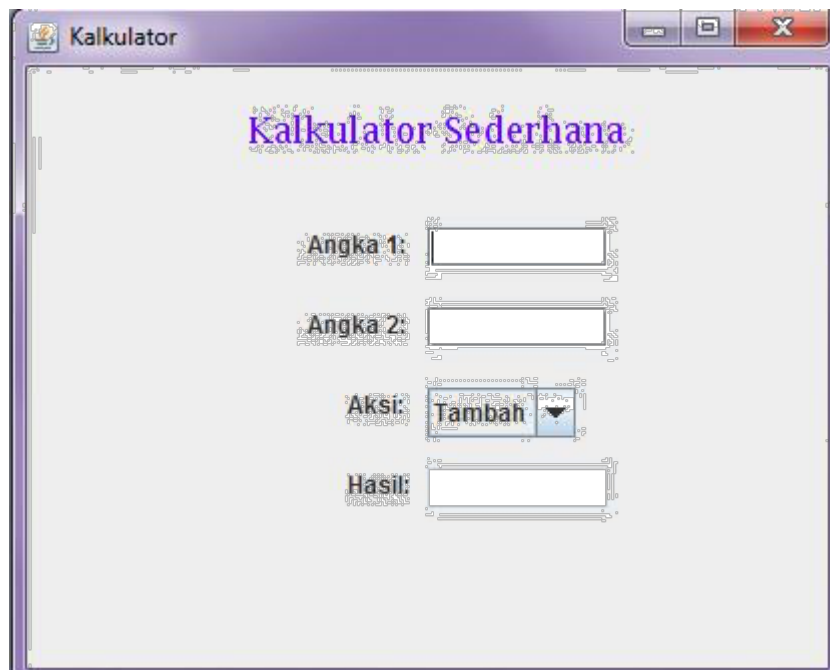 Kalkulator
Kalkulator Sederhana
Angka 1:
Angka 2:
Aksi: Tambah
Hasil: